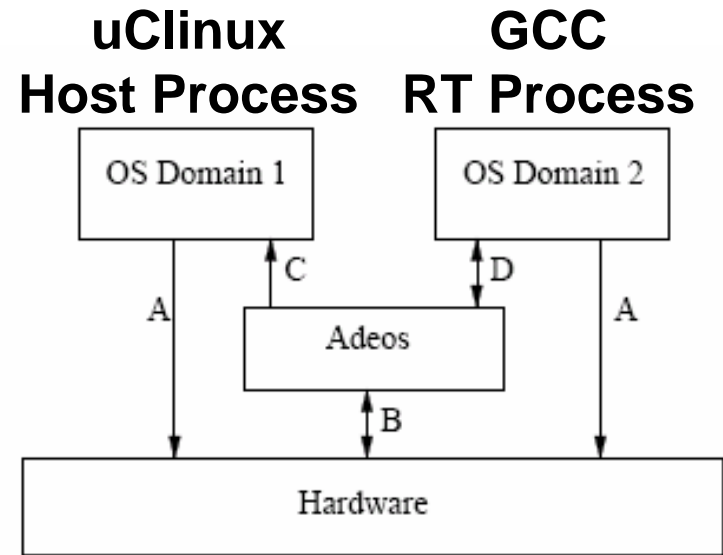 uClinux GCC
Host Process RT Process
OS Domain 1 OS Domain 2
C D
A A
Adeos
B
Hardware